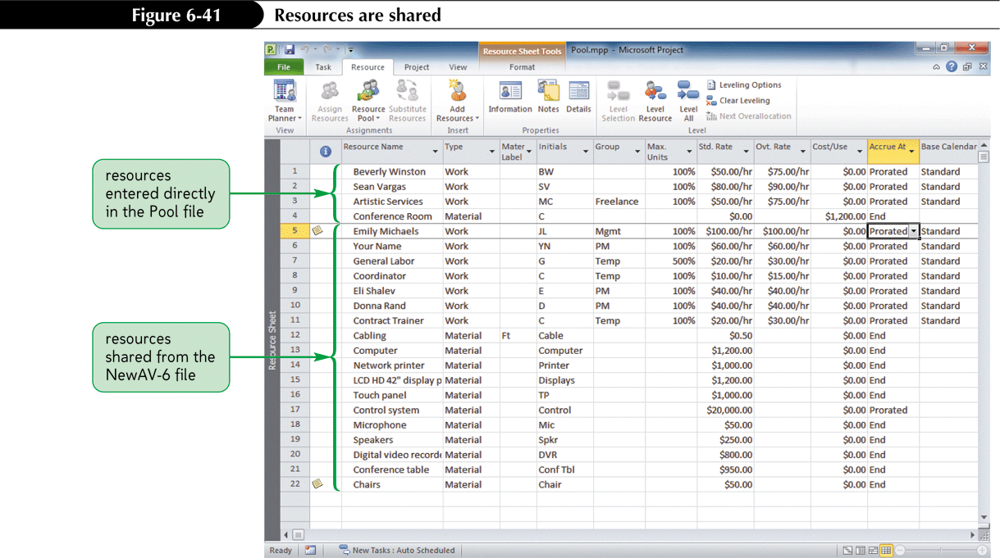 Figure 6-41 Resources are shared
Resource Sheet Tools Pool.mpp - Microsoft Project
File Task Resource Project View Format
Team Planner Assign Resources Resource Pool Substitute Resources Add Resources Information Notes Details Level Selection Level Resource Level All Leveling Options
Clear Leveling
Next Overallocation
View Assignments Insert Properties Level
Resource Name Type Mater Label Initials Group Max. Units Std. Rate Ovt. Rate Cost/Use Accrue At Base Calendar
1 Beverly Winston Work BW 100% $50.00/hr $75.00/hr $0.00 Prorated Standard
2 Sean Vargas Work SV 100% $80.00/hr $90.00/hr $0.00 Prorated Standard
3 Artistic Services Work MC Freelance 100% $50.00/hr $75.00/hr $0.00 Prorated Standard
4 Conference Room Material C $0.00 $1,200.00 End
5 Emily Michaels Work JL Mgmt 100% $100.00/hr $100.00/hr $0.00 Prorated Standard
6 Your Name Work YN PM 100% $60.00/hr $60.00/hr $0.00 Prorated Standard
7 General Labor Work G Temp 500% $20.00/hr $30.00/hr $0.00 Prorated Standard
8 Coordinator Work C Temp 100% $10.00/hr $15.00/hr $0.00 Prorated Standard
9 Eli Shalev Work E PM 100% $40.00/hr $40.00/hr $0.00 Prorated Standard
10 Donna Rand Work D PM 100% $40.00/hr $40.00/hr $0.00 Prorated Standard
11 Contract Trainer Work C Temp 100% $20.00/hr $30.00/hr $0.00 Prorated Standard
12 Cabling Material Ft Cable $0.50 $0.00 End
13 Computer Material Computer $1,200.00 $0.00 End
14 Network printer Material Printer $1,000.00 $0.00 End
15 LCD HD 42" display p Material Displays $1,200.00 $0.00 End
16 Touch panel Material TP $1,000.00 $0.00 End
17 Control system Material Control $20,000.00 $0.00 Prorated
18 Microphone Material Mic $50.00 $0.00 End
19 Speakers Material Spkr $250.00 $0.00 End
20 Digital video recorde Material DVR $800.00 $0.00 End
21 Conference table Material Conf Tbl $950.00 $0.00 End
22 Chairs Material Chair $50.00 $0.00 End
Resource Sheet
Ready New Tasks : Auto Scheduled
resources
entered directly
in the Pool file
resources
shared from the
NewAV-6 file